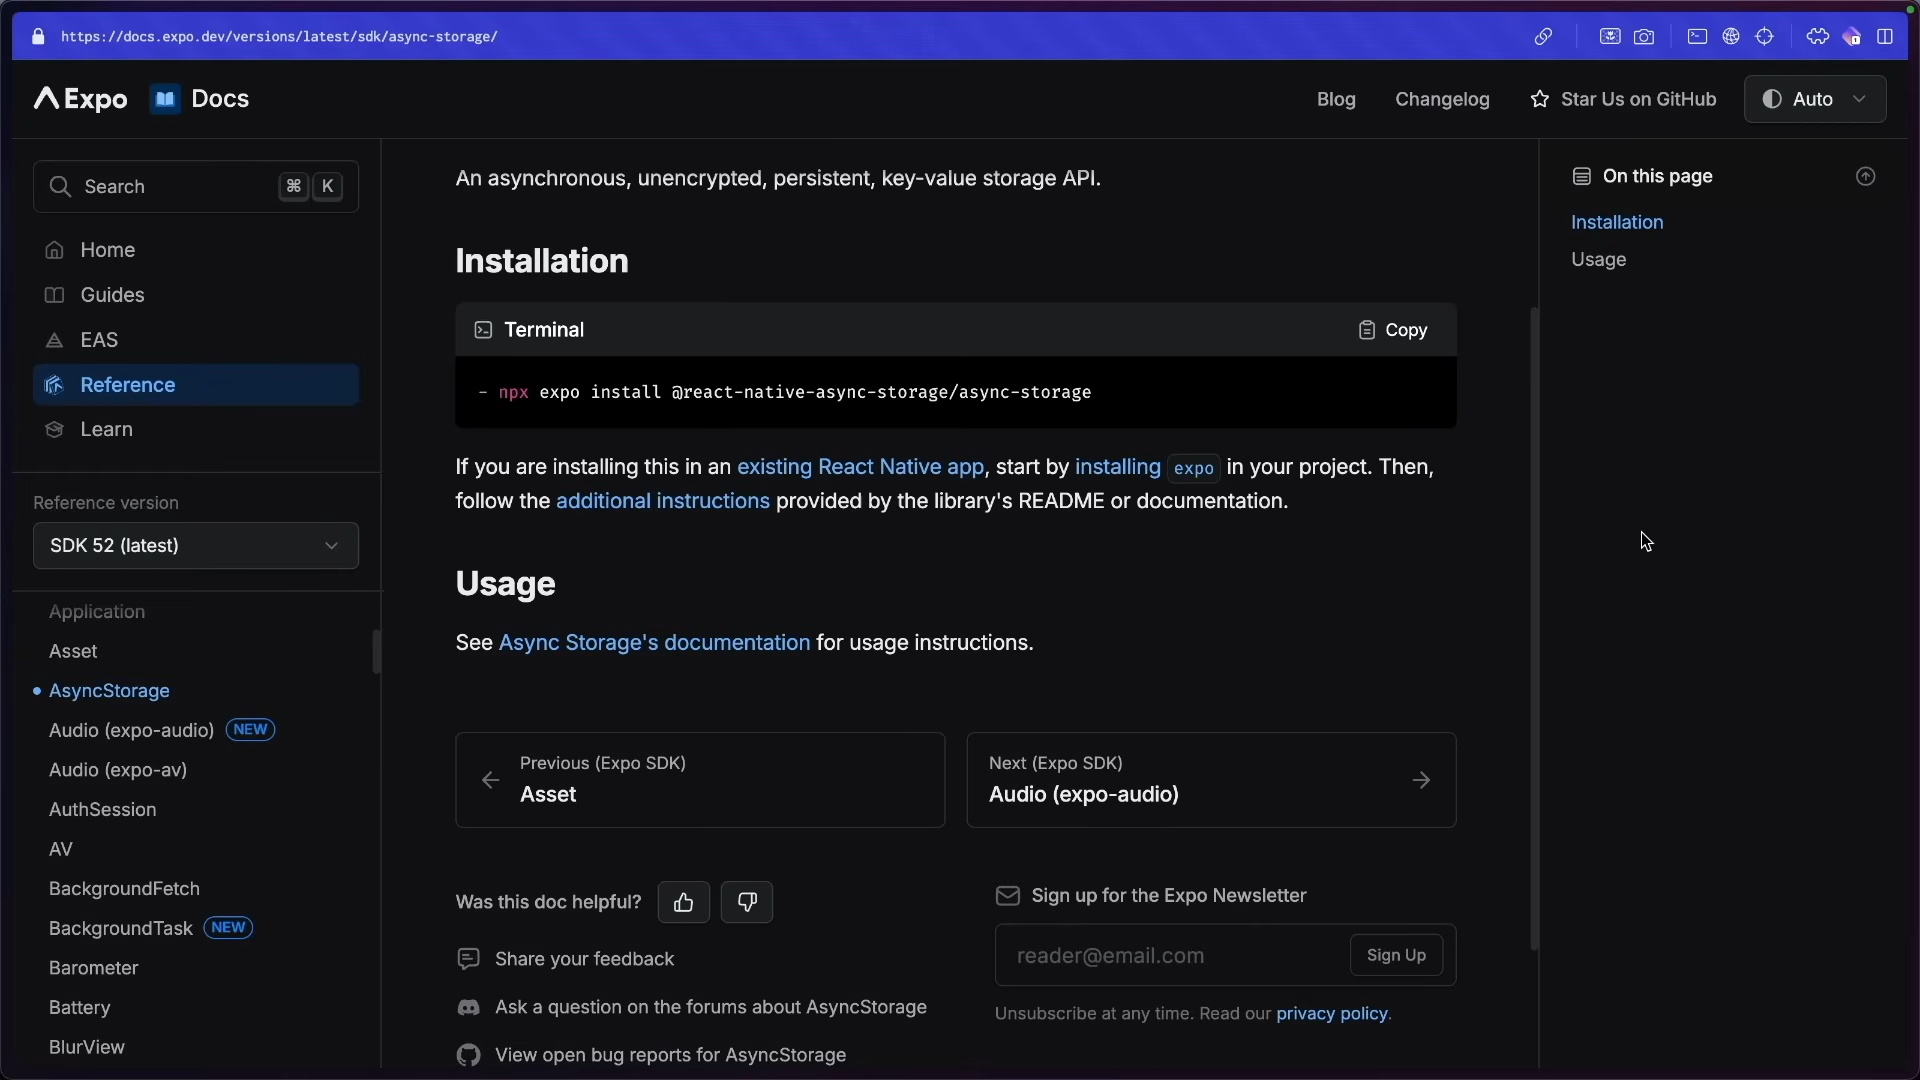 https://docs.expo.dev/versions/latest/sdk/async-storage/
Expo Docs
Blog
Changelog
Star Us on GitHub
Auto
Search ⌘ K
Home
Guides
EAS
Reference
Learn
Reference version
SDK 52 (latest)
Application
Asset
AsyncStorage
Audio (expo-audio) NEW
Audio (expo-av)
AuthSession
AV
BackgroundFetch
BackgroundTask NEW
Barometer
Battery
BlurView
An asynchronous, unencrypted, persistent, key-value storage API.
Installation
Terminal
Copy
- npx expo install @react-native-async-storage/async-storage
If you are installing this in an existing React Native app, start by installing expo in your project. Then,
follow the additional instructions provided by the library's README or documentation.
Usage
See Async Storage's documentation for usage instructions.
Previous (Expo SDK)
Asset
Next (Expo SDK)
Audio (expo-audio)
Was this doc helpful?
Share your feedback
Ask a question on the forums about AsyncStorage
View open bug reports for AsyncStorage
Sign up for the Expo Newsletter
reader@email.com
Sign Up
Unsubscribe at any time. Read our privacy policy.
On this page
Installation
Usage